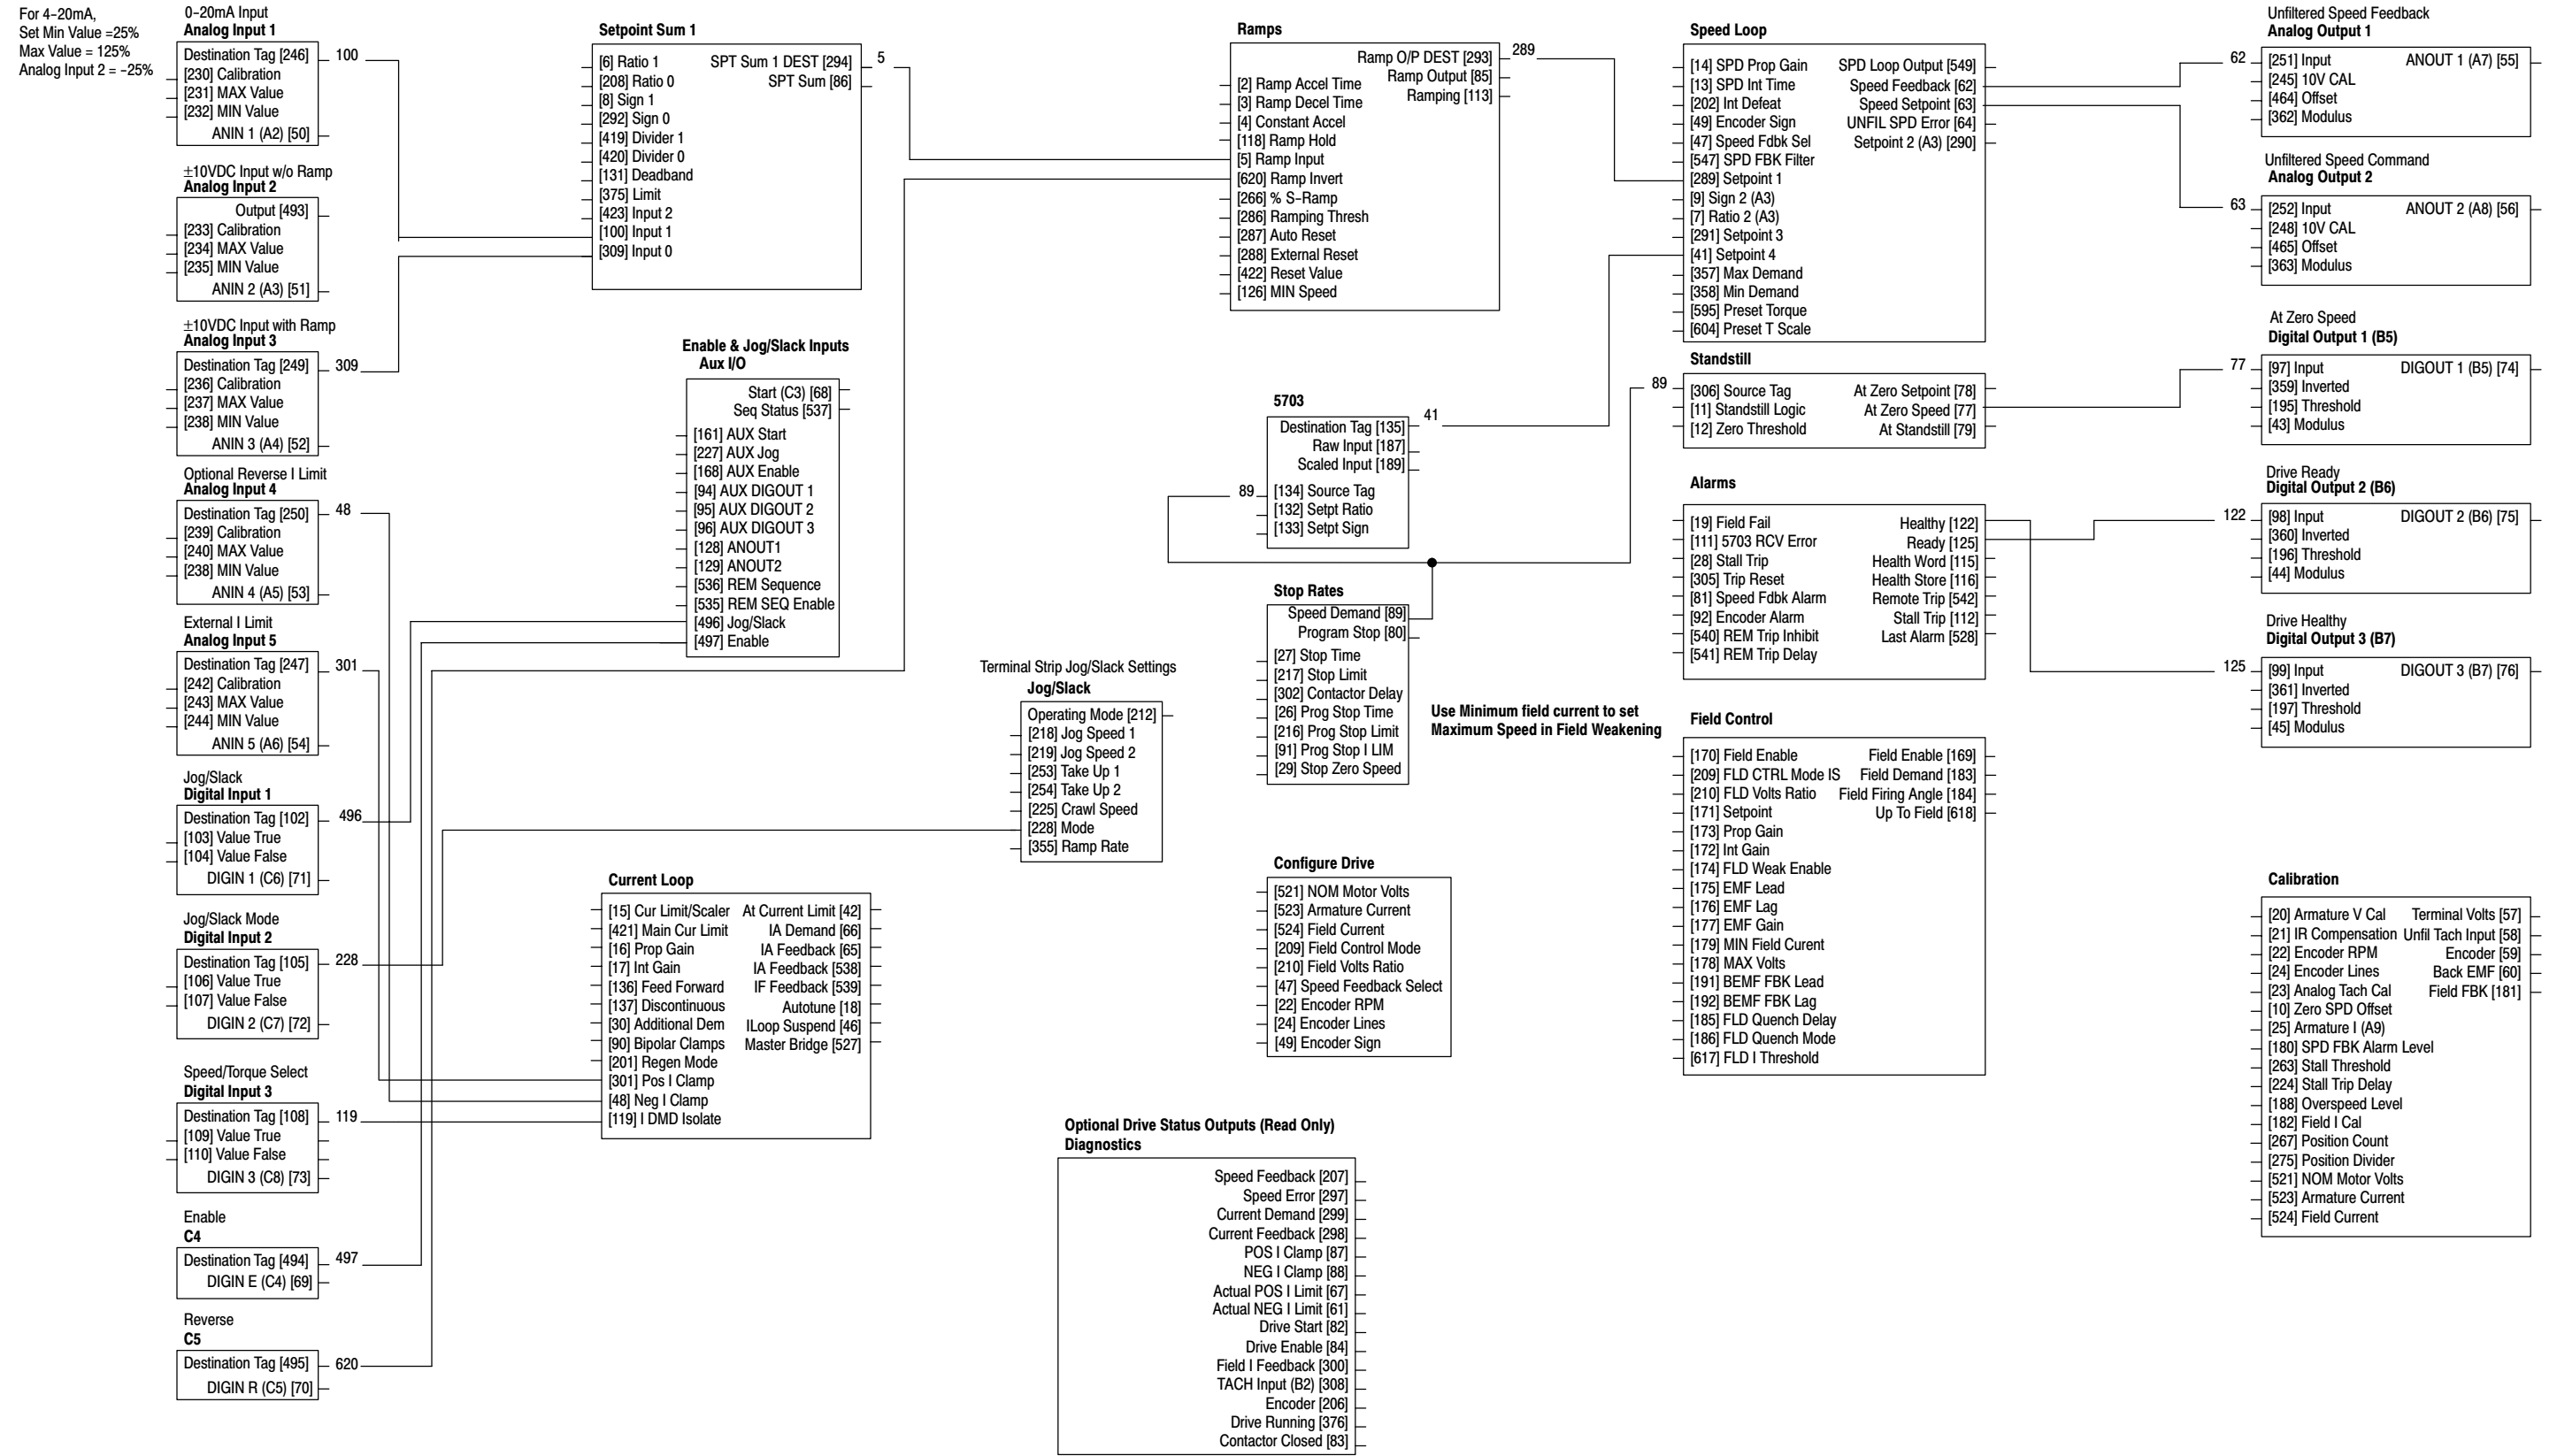 For 4-20mA,
Set Min Value =25%
Max Value = 125%
Analog Input 2 = -25%
0-20mA Input
Analog Input 1
Destination Tag [246]
100
[230] Calibration
[231] MAX Value
[232] MIN Value
ANIN 1 (A2) [50]
±10VDC Input w/o Ramp
Analog Input 2
Output [493]
[233] Calibration
[234] MAX Value
[235] MIN Value
ANIN 2 (A3) [51]
±10VDC Input with Ramp
Analog Input 3
Destination Tag [249]
309
[236] Calibration
[237] MAX Value
[238] MIN Value
ANIN 3 (A4) [52]
Optional Reverse I Limit
Analog Input 4
Destination Tag [250]
48
[239] Calibration
[240] MAX Value
[238] MIN Value
ANIN 4 (A5) [53]
External I Limit
Analog Input 5
Destination Tag [247]
301
[242] Calibration
[243] MAX Value
[244] MIN Value
ANIN 5 (A6) [54]
Jog/Slack
Digital Input 1
Destination Tag [102]
496
[103] Value True
[104] Value False
DIGIN 1 (C6) [71]
Jog/Slack Mode
Digital Input 2
Destination Tag [105]
228
[106] Value True
[107] Value False
DIGIN 2 (C7) [72]
Speed/Torque Select
Digital Input 3
Destination Tag [108]
119
[109] Value True
[110] Value False
DIGIN 3 (C8) [73]
Enable
C4
Destination Tag [494]
497
DIGIN E (C4) [69]
Reverse
C5
Destination Tag [495]
620
DIGIN R (C5) [70]
Setpoint Sum 1
[6] Ratio 1 SPT Sum 1 DEST [294]
5
[208] Ratio 0 SPT Sum [86]
[8] Sign 1
[292] Sign 0
[419] Divider 1
[420] Divider 0
[131] Deadband
[375] Limit
[423] Input 2
[100] Input 1
[309] Input 0
Enable & Jog/Slack Inputs
Aux I/O
Start (C3) [68]
Seq Status [537]
[161] AUX Start
[227] AUX Jog
[168] AUX Enable
[94] AUX DIGOUT 1
[95] AUX DIGOUT 2
[96] AUX DIGOUT 3
[128] ANOUT1
[129] ANOUT2
[536] REM Sequence
[535] REM SEQ Enable
[496] Jog/Slack
[497] Enable
Current Loop
[15] Cur Limit/Scaler At Current Limit [42]
[421] Main Cur Limit IA Demand [66]
[16] Prop Gain IA Feedback [65]
[17] Int Gain IA Feedback [538]
[136] Feed Forward IF Feedback [539]
[137] Discontinuous Autotune [18]
[30] Additional Dem ILoop Suspend [46]
[90] Bipolar Clamps Master Bridge [527]
[201] Regen Mode
[301] Pos I Clamp
[48] Neg I Clamp
[119] I DMD Isolate
Terminal Strip Jog/Slack Settings
Jog/Slack
Operating Mode [212]
[218] Jog Speed 1
[219] Jog Speed 2
[253] Take Up 1
[254] Take Up 2
[225] Crawl Speed
[228] Mode
[355] Ramp Rate
Ramps
Ramp O/P DEST [293]
289
Ramp Output [85]
[2] Ramp Accel Time
Ramping [113]
[3] Ramp Decel Time
[4] Constant Accel
[118] Ramp Hold
[5] Ramp Input
[620] Ramp Invert
[266] % S-Ramp
[286] Ramping Thresh
[287] Auto Reset
[288] External Reset
[422] Reset Value
[126] MIN Speed
5703
Destination Tag [135]
41
Raw Input [187]
Scaled Input [189]
89
[134] Source Tag
[132] Setpt Ratio
[133] Setpt Sign
Stop Rates
Speed Demand [89]
Program Stop [80]
[27] Stop Time
[217] Stop Limit
[302] Contactor Delay
[26] Prog Stop Time
[216] Prog Stop Limit
[91] Prog Stop I LIM
[29] Stop Zero Speed
Use Minimum field current to set
Maximum Speed in Field Weakening
Configure Drive
[521] NOM Motor Volts
[523] Armature Current
[524] Field Current
[209] Field Control Mode
[210] Field Volts Ratio
[47] Speed Feedback Select
[22] Encoder RPM
[24] Encoder Lines
[49] Encoder Sign
Optional Drive Status Outputs (Read Only)
Diagnostics
Speed Feedback [207]
Speed Error [297]
Current Demand [299]
Current Feedback [298]
POS I Clamp [87]
NEG I Clamp [88]
Actual POS I Limit [67]
Actual NEG I Limit [61]
Drive Start [82]
Drive Enable [84]
Field I Feedback [300]
TACH Input (B2) [308]
Encoder [206]
Drive Running [376]
Contactor Closed [83]
Speed Loop
[14] SPD Prop Gain SPD Loop Output [549]
[13] SPD Int Time Speed Feedback [62]
[202] Int Defeat Speed Setpoint [63]
[49] Encoder Sign UNFIL SPD Error [64]
[47] Speed Fdbk Sel Setpoint 2 (A3) [290]
[547] SPD FBK Filter
[289] Setpoint 1
[9] Sign 2 (A3)
[7] Ratio 2 (A3)
[291] Setpoint 3
[41] Setpoint 4
[357] Max Demand
[358] Min Demand
[595] Preset Torque
[604] Preset T Scale
Standstill
89
[306] Source Tag At Zero Setpoint [78]
[11] Standstill Logic At Zero Speed [77]
[12] Zero Threshold At Standstill [79]
Alarms
[19] Field Fail Healthy [122]
[111] 5703 RCV Error Ready [125]
[28] Stall Trip Health Word [115]
[305] Trip Reset Health Store [116]
[81] Speed Fdbk Alarm Remote Trip [542]
[92] Encoder Alarm Stall Trip [112]
[540] REM Trip Inhibit Last Alarm [528]
[541] REM Trip Delay
Field Control
[170] Field Enable Field Enable [169]
[209] FLD CTRL Mode IS Field Demand [183]
[210] FLD Volts Ratio Field Firing Angle [184]
[171] Setpoint Up To Field [618]
[173] Prop Gain
[172] Int Gain
[174] FLD Weak Enable
[175] EMF Lead
[176] EMF Lag
[177] EMF Gain
[179] MIN Field Curent
[178] MAX Volts
[191] BEMF FBK Lead
[192] BEMF FBK Lag
[185] FLD Quench Delay
[186] FLD Quench Mode
[617] FLD I Threshold
Unfiltered Speed Feedback
Analog Output 1
62
[251] Input ANOUT 1 (A7) [55]
[245] 10V CAL
[464] Offset
[362] Modulus
Unfiltered Speed Command
Analog Output 2
63
[252] Input ANOUT 2 (A8) [56]
[248] 10V CAL
[465] Offset
[363] Modulus
At Zero Speed
Digital Output 1 (B5)
77
[97] Input DIGOUT 1 (B5) [74]
[359] Inverted
[195] Threshold
[43] Modulus
Drive Ready
Digital Output 2 (B6)
122
[98] Input DIGOUT 2 (B6) [75]
[360] Inverted
[196] Threshold
[44] Modulus
Drive Healthy
Digital Output 3 (B7)
125
[99] Input DIGOUT 3 (B7) [76]
[361] Inverted
[197] Threshold
[45] Modulus
Calibration
[20] Armature V Cal Terminal Volts [57]
[21] IR Compensation Unfil Tach Input [58]
[22] Encoder RPM Encoder [59]
[24] Encoder Lines Back EMF [60]
[23] Analog Tach Cal Field FBK [181]
[10] Zero SPD Offset
[25] Armature I (A9)
[180] SPD FBK Alarm Level
[263] Stall Threshold
[224] Stall Trip Delay
[188] Overspeed Level
[182] Field I Cal
[267] Position Count
[275] Position Divider
[521] NOM Motor Volts
[523] Armature Current
[524] Field Current